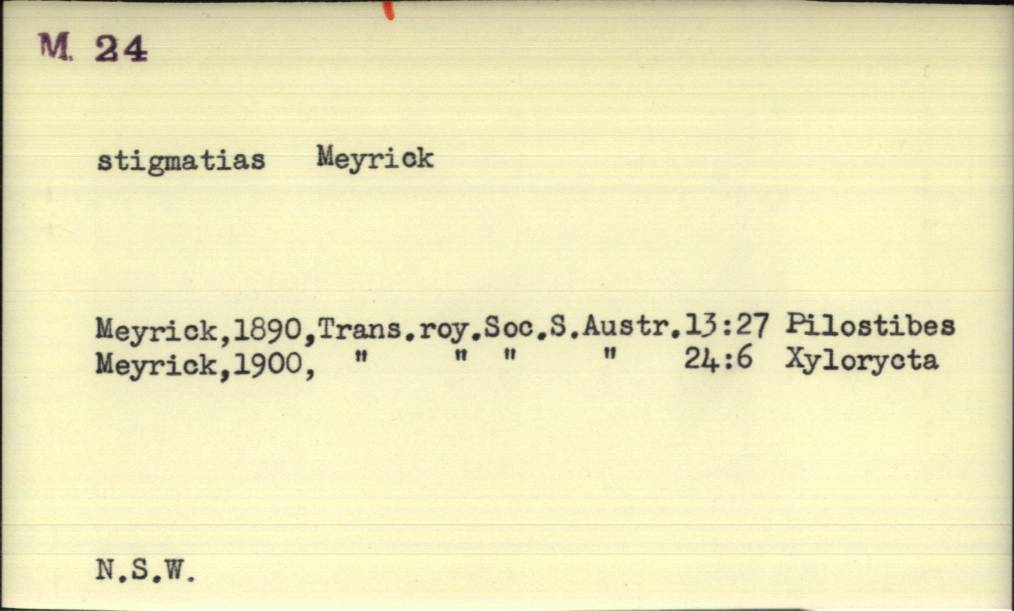 M. 24
stigmatias Meyrick
Meyrick,1890,Trans.roy.Soc.S.Austr.13:27 Pilostibes
Meyrick,1900, " " " " 24:6 Xylorycta
N.S.W.